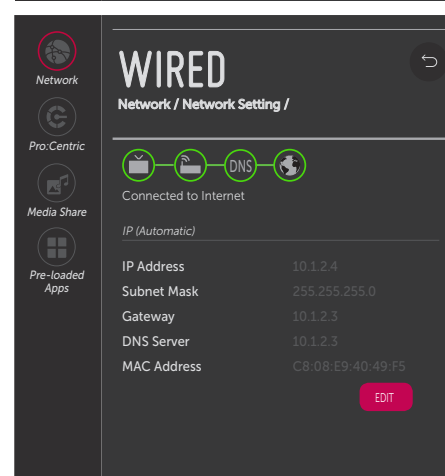 Network
Pro:Centric
Media Share
Pre-loaded
Apps
WIRED
Network / Network Setting /
DNS
Connected to Internet
IP (Automatic)
IP Address 10.1.2.4
Subnet Mask 255.255.255.0
Gateway 10.1.2.3
DNS Server 10.1.2.3
MAC Address C8:08:E9:40:49:F5
EDIT